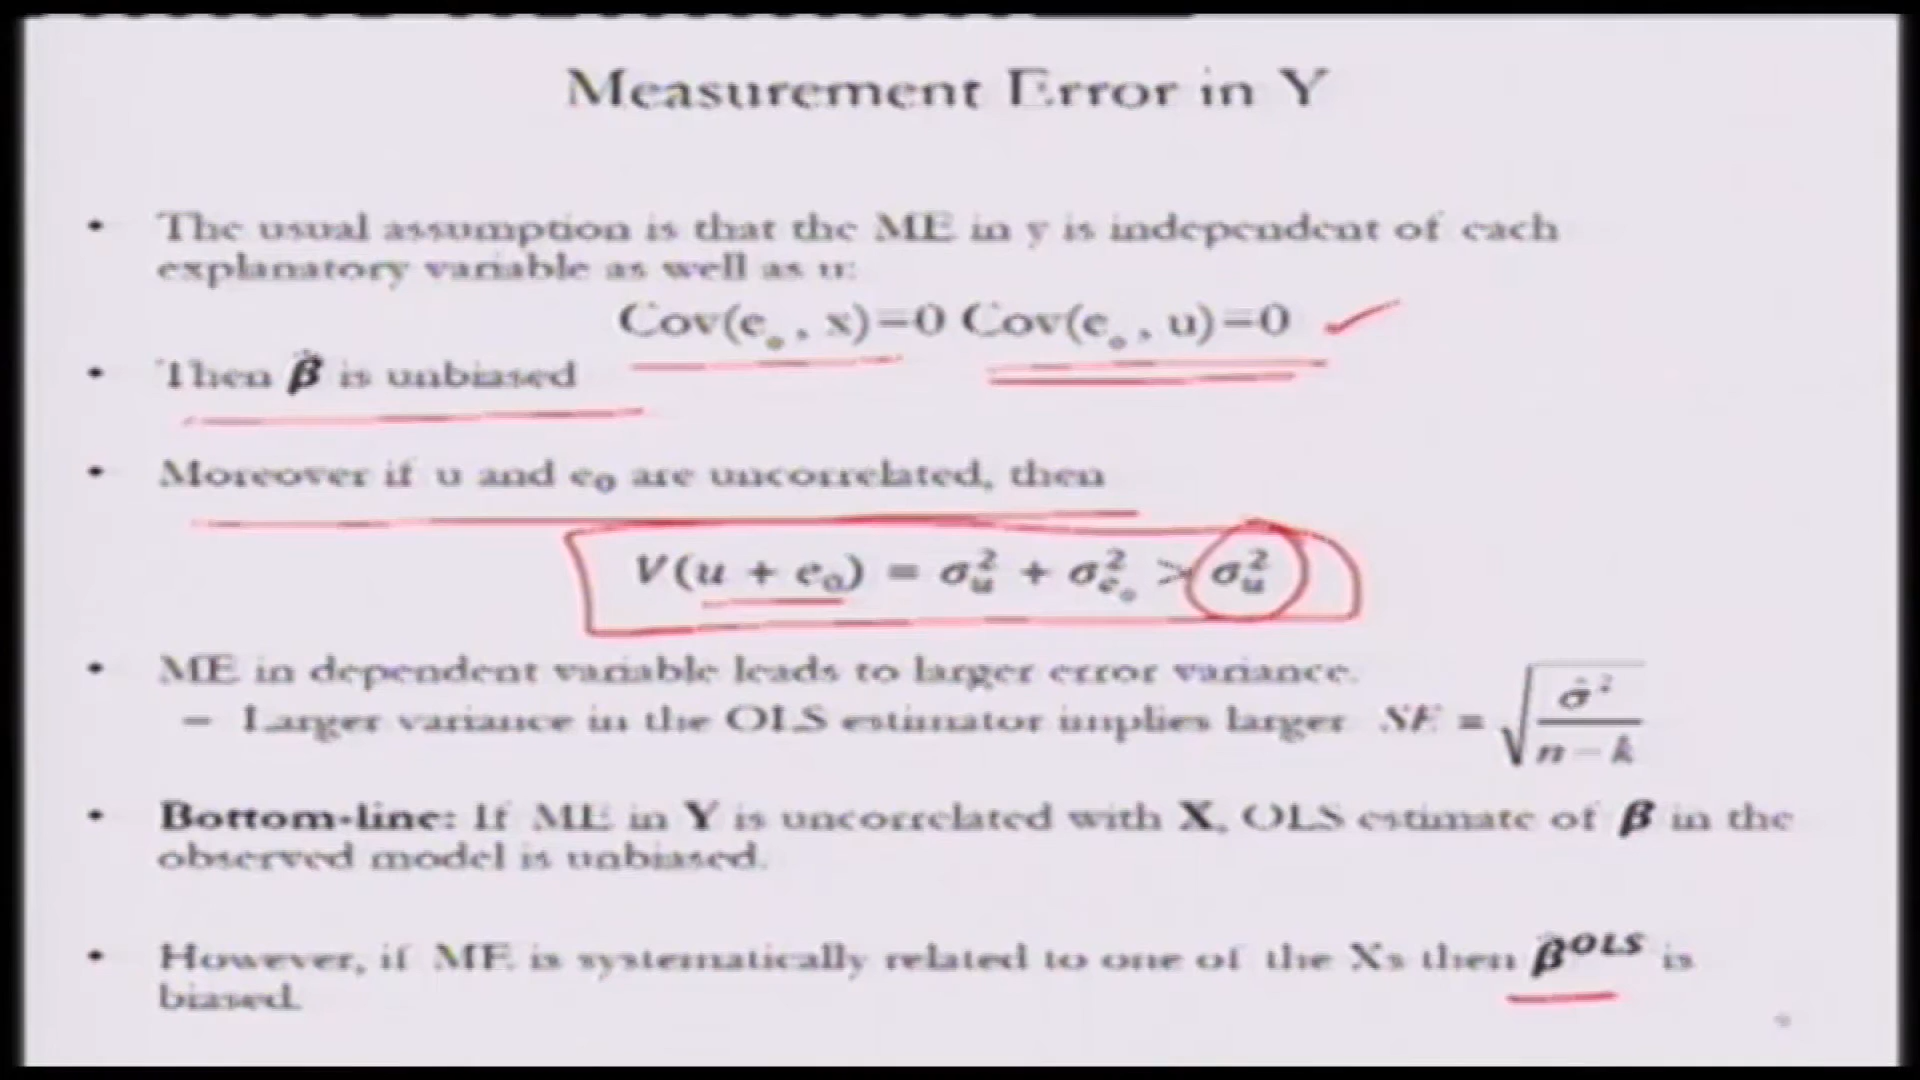 Measurement Error in Y
• The usual assumption is that the ME in y is independent of each
explanatory variable as well as u:
Cov(e₀ , x)=0 Cov(e₀ , u)=0
• Then β̂ is unbiased
• Moreover if u and e₀ are uncorrelated, then
V(u + e₀) = σ²ᵤ + σ²ₑ₀ > σ²ᵤ
• ME in dependent variable leads to larger error variance.
– Larger variance in the OLS estimator implies larger SE = √(σ̂²/(n − k))
• Bottom-line: If ME in Y is uncorrelated with X, OLS estimate of β in the
observed model is unbiased.
• However, if ME is systematically related to one of the Xs then β̂ᴼᴸˢ is
biased.